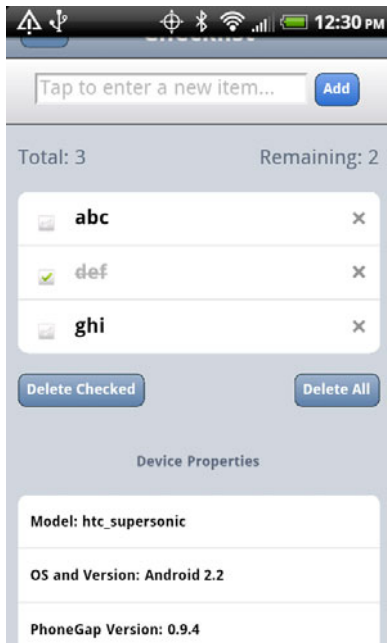 12:30 PM
Tap to enter a new item...
Add
Total: 3
Remaining: 2
abc
def
ghi
Delete Checked
Delete All
Device Properties
Model: htc_supersonic
OS and Version: Android 2.2
PhoneGap Version: 0.9.4